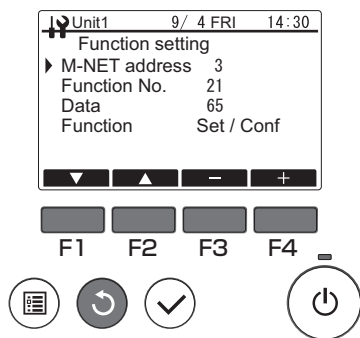 Unit1 9/ 4 FRI 14:30
Function setting
M-NET address 3
Function No. 21
Data 65
Function Set / Conf
− +
F1 F2 F3 F4